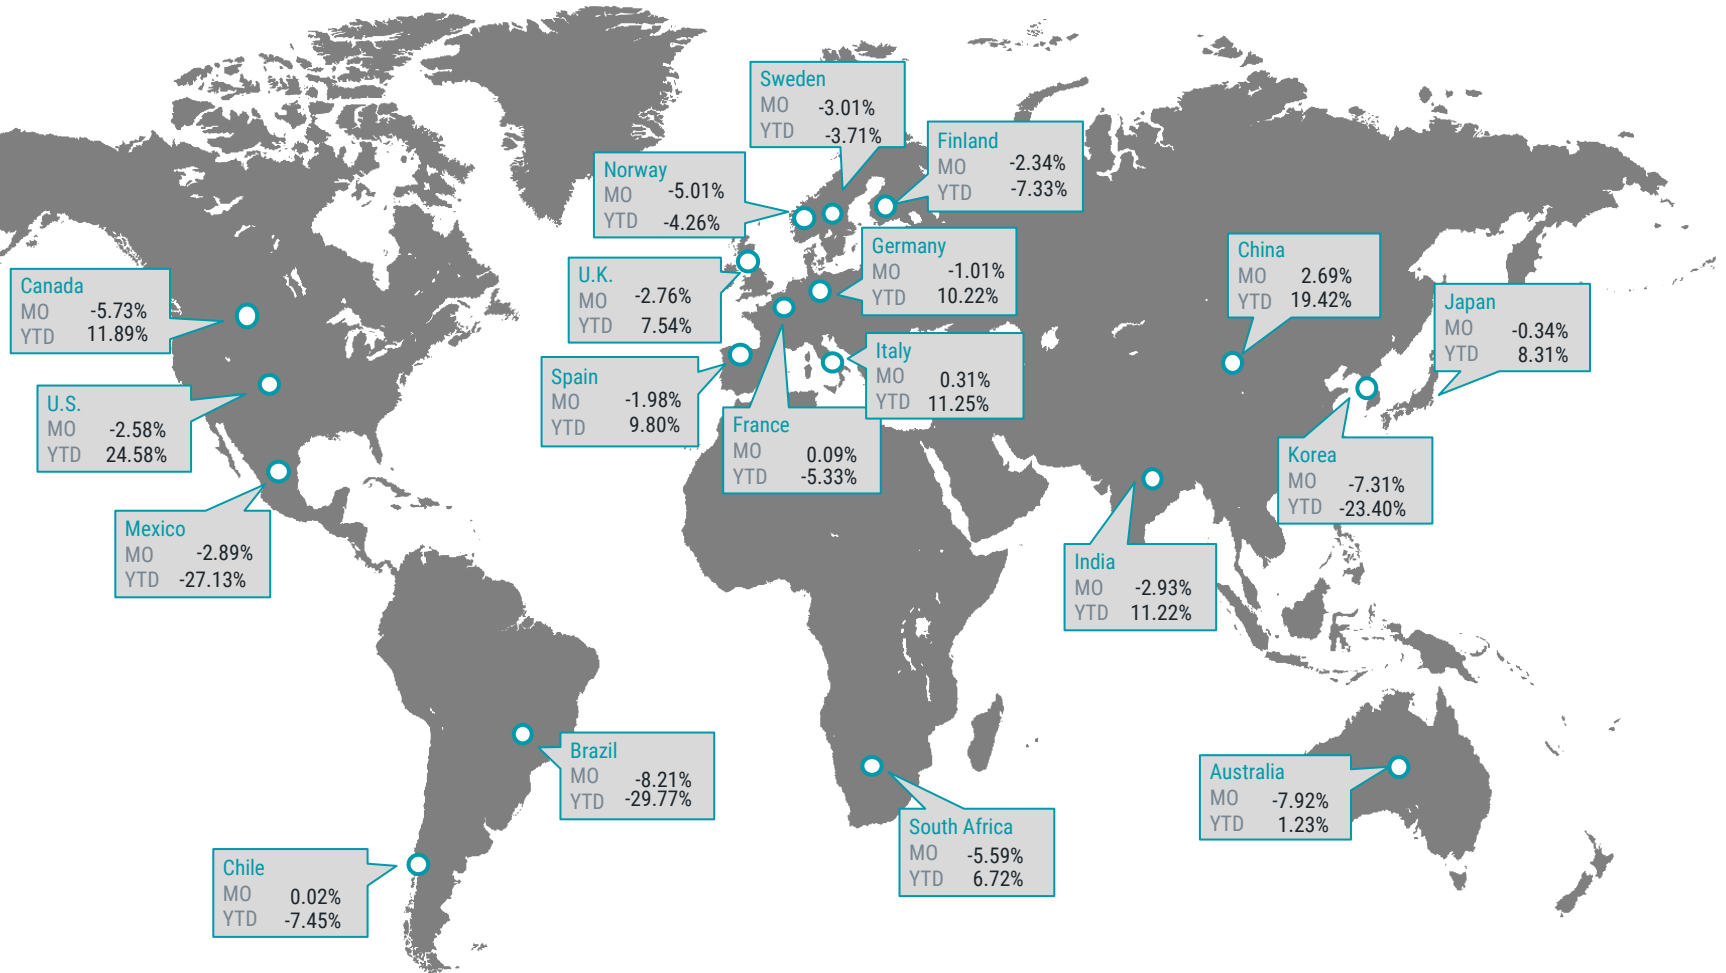 Sweden
MO -3.01%
YTD -3.71%
Finland
MO -2.34%
YTD -7.33%
Norway
MO -5.01%
YTD -4.26%
Germany
MO -1.01%
YTD 10.22%
China
MO 2.69%
YTD 19.42%
U.K.
MO -2.76%
YTD 7.54%
Canada
MO -5.73%
YTD 11.89%
Japan
MO -0.34%
YTD 8.31%
Italy
MO 0.31%
YTD 11.25%
Spain
MO -1.98%
YTD 9.80%
U.S.
MO -2.58%
YTD 24.58%
France
MO 0.09%
YTD -5.33%
Korea
MO -7.31%
YTD -23.40%
Mexico
MO -2.89%
YTD -27.13%
India
MO -2.93%
YTD 11.22%
Brazil
MO -8.21%
YTD -29.77%
Australia
MO -7.92%
YTD 1.23%
South Africa
MO -5.59%
YTD 6.72%
Chile
MO 0.02%
YTD -7.45%